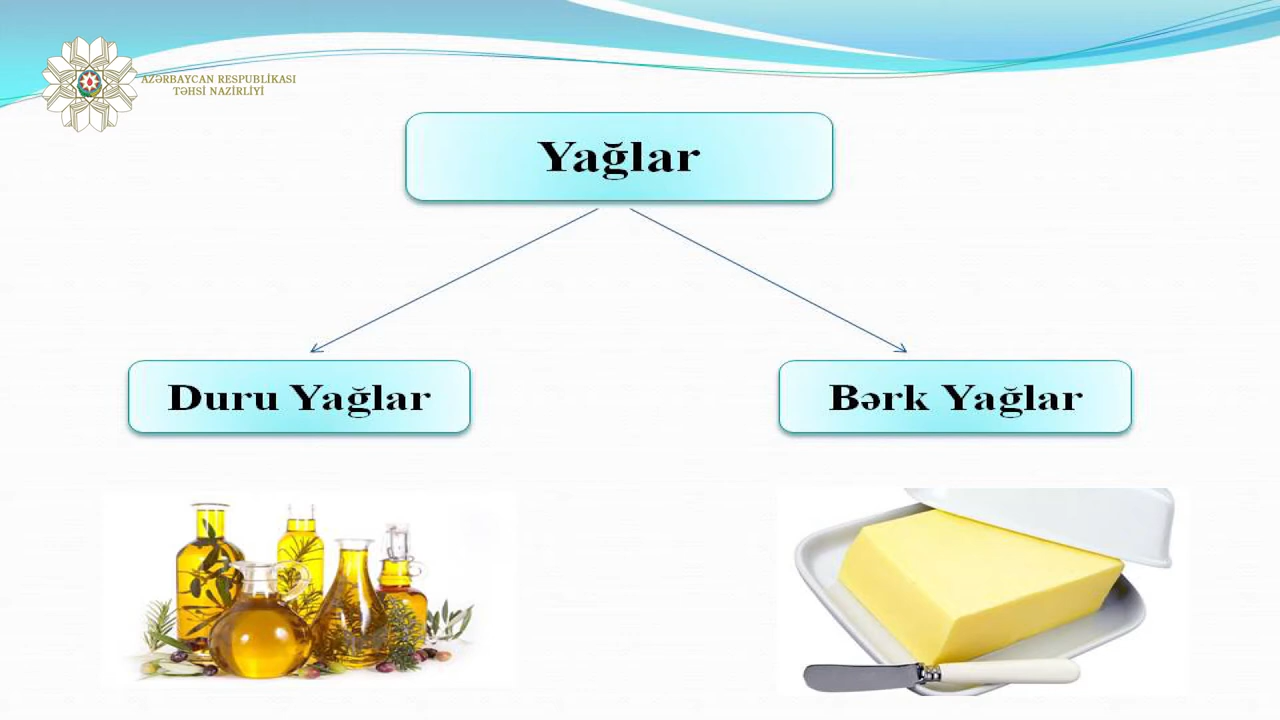 AZƏRBAYCAN RESPUBLİKASI
TƏHSİ NAZİRLİYİ
Yağlar
Duru Yağlar
Bərk Yağlar